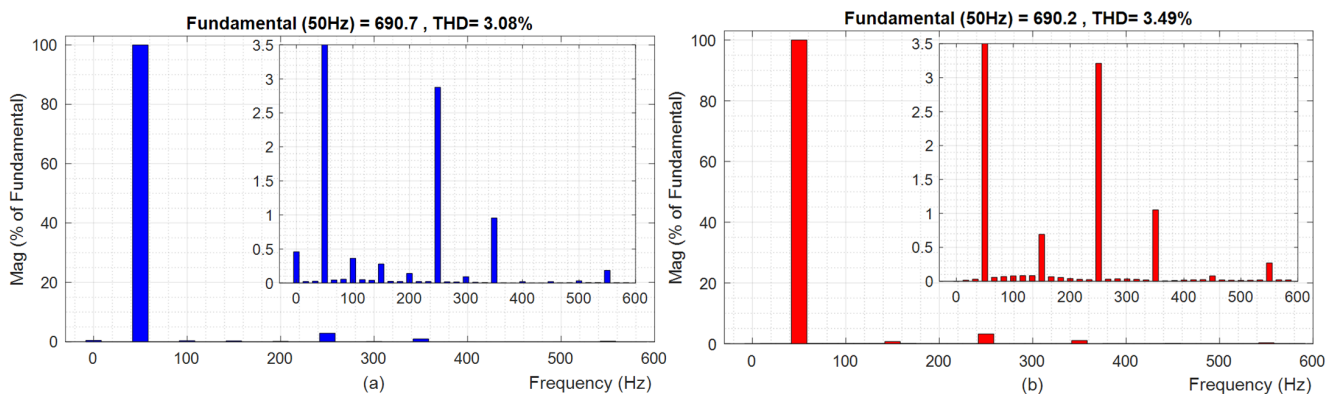 Fundamental (50Hz) = 690.7 , THD= 3.08%
Mag (% of Fundamental)
100
80
60
40
20
0
3.5
3
2.5
2
1.5
1
0.5
0
0 100 200 300 400 500 600
0 100 200 300 400 500 600
(a) Frequency (Hz)
Fundamental (50Hz) = 690.2 , THD= 3.49%
Mag (% of Fundamental)
100
80
60
40
20
0
3.5
3
2.5
2
1.5
1
0.5
0
0 100 200 300 400 500 600
0 100 200 300 400 500 600
(b) Frequency (Hz)